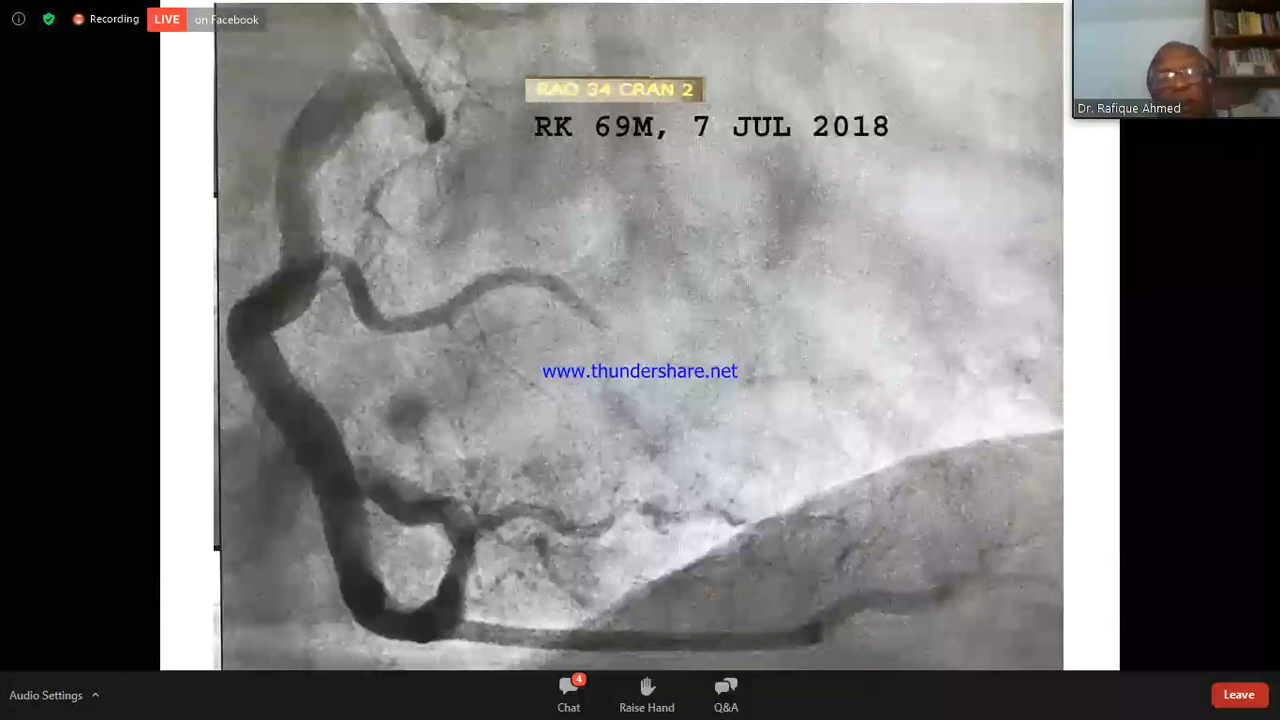 Recording
LIVE on Facebook
RAO 34 CRAN 2
RK 69M, 7 JUL 2018
Dr. Rafique Ahmed
www.thundershare.net
Audio Settings
4
Chat
Raise Hand
Q&A
Leave